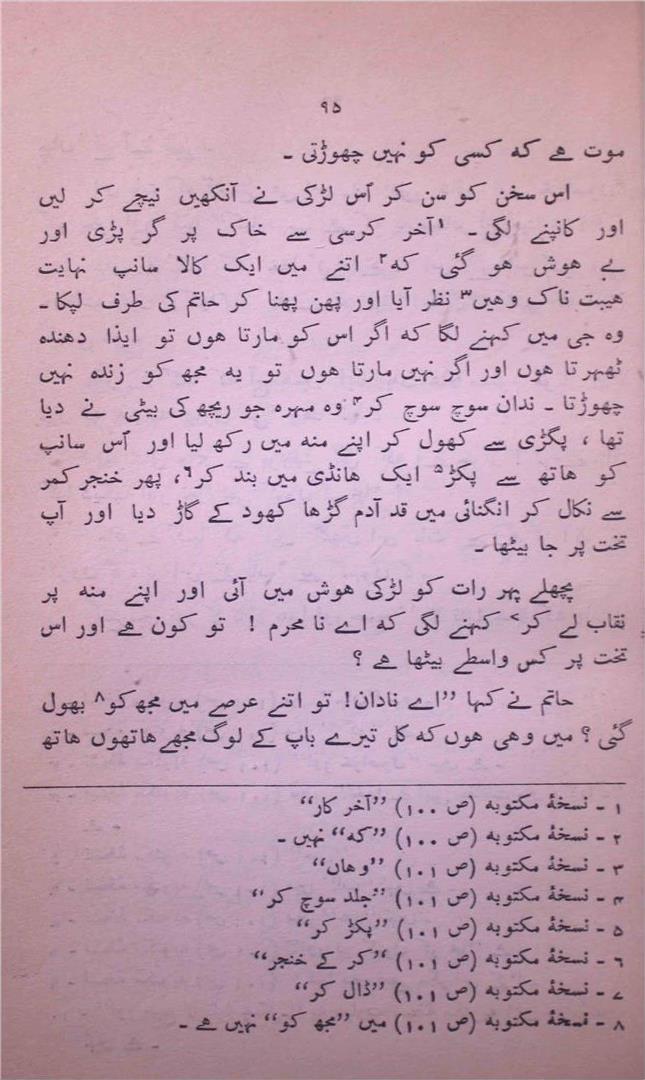 ۹۵
موت ہے کہ کسی کو نہیں چھوڑتی ۔
اس سخن کو سن کر اُس لڑکی نے آنکھیں نیچے کر لیں
اور کانپنے لگی ۔ ۱آخر کرسی سے خاک پر گر پڑی اور
بے ہوش ہو گئی کہ۲ اتنے میں ایک کالا سانپ نہایت
ہیبت ناک وہیں۳ نظر آیا اور پھن پھنا کر حاتم کی طرف لپکا ۔
وہ جی میں کہنے لگا کہ اگر اس کو مارتا ہوں تو ایذا دہندہ
ٹھہرتا ہوں اور اگر نہیں مارتا ہوں تو یہ مجھ کو زندہ نہیں
چھوڑتا ۔ ندان سوچ سوچ کر۴ وہ مہرہ جو ریچھ کی بیٹی نے دیا
تھا ، پگڑی سے کھول کر اپنے منہ میں رکھ لیا اور اُس سانپ
کو ہاتھ سے پکڑ۵ ایک ہانڈی میں بند کر۶، پھر خنجر کمر
سے نکال کر انگنائی میں قد آدم گڑھا کھود کے گاڑ دیا اور آپ
تخت پر جا بیٹھا ۔
پچھلے پہر رات کو لڑکی ہوش میں آئی اور اپنے منہ پر
نقاب لے کر۷ کہنے لگی کہ اے نا محرم ! تو کون ہے اور اس
تخت پر کس واسطے بیٹھا ہے ؟
حاتم نے کہا ”اے نادان! تو اتنے عرصے میں مجھ کو۸ بھول
گئی ؟ میں وہی ہوں کہ کل تیرے باپ کے لوگ مجھے ہاتھوں ہاتھ
۱ ۔ نسخۂ مکتوبہ (ص ۱۰۰) ”آخر کار“
۲ ۔ نسخۂ مکتوبہ (ص ۱۰۰) ”کہ“ نہیں ۔
۳ ۔ نسخۂ مکتوبہ (ص ۱۰۱) ”وہاں“
۴ ۔ نسخۂ مکتوبہ (ص ۱۰۱) ”جلد سوچ کر“
۵ ۔ نسخۂ مکتوبہ (ص ۱۰۱) ”پکڑ کر“
۶ ۔ نسخۂ مکتوبہ (ص ۱۰۱) ”کر کے خنجر“
۷ ۔ نسخۂ مکتوبہ (ص ۱۰۱) ”ڈال کر“
۸ ۔ نسخۂ مکتوبہ (ص ۱۰۱) میں ”مجھ کو“ نہیں ہے ۔